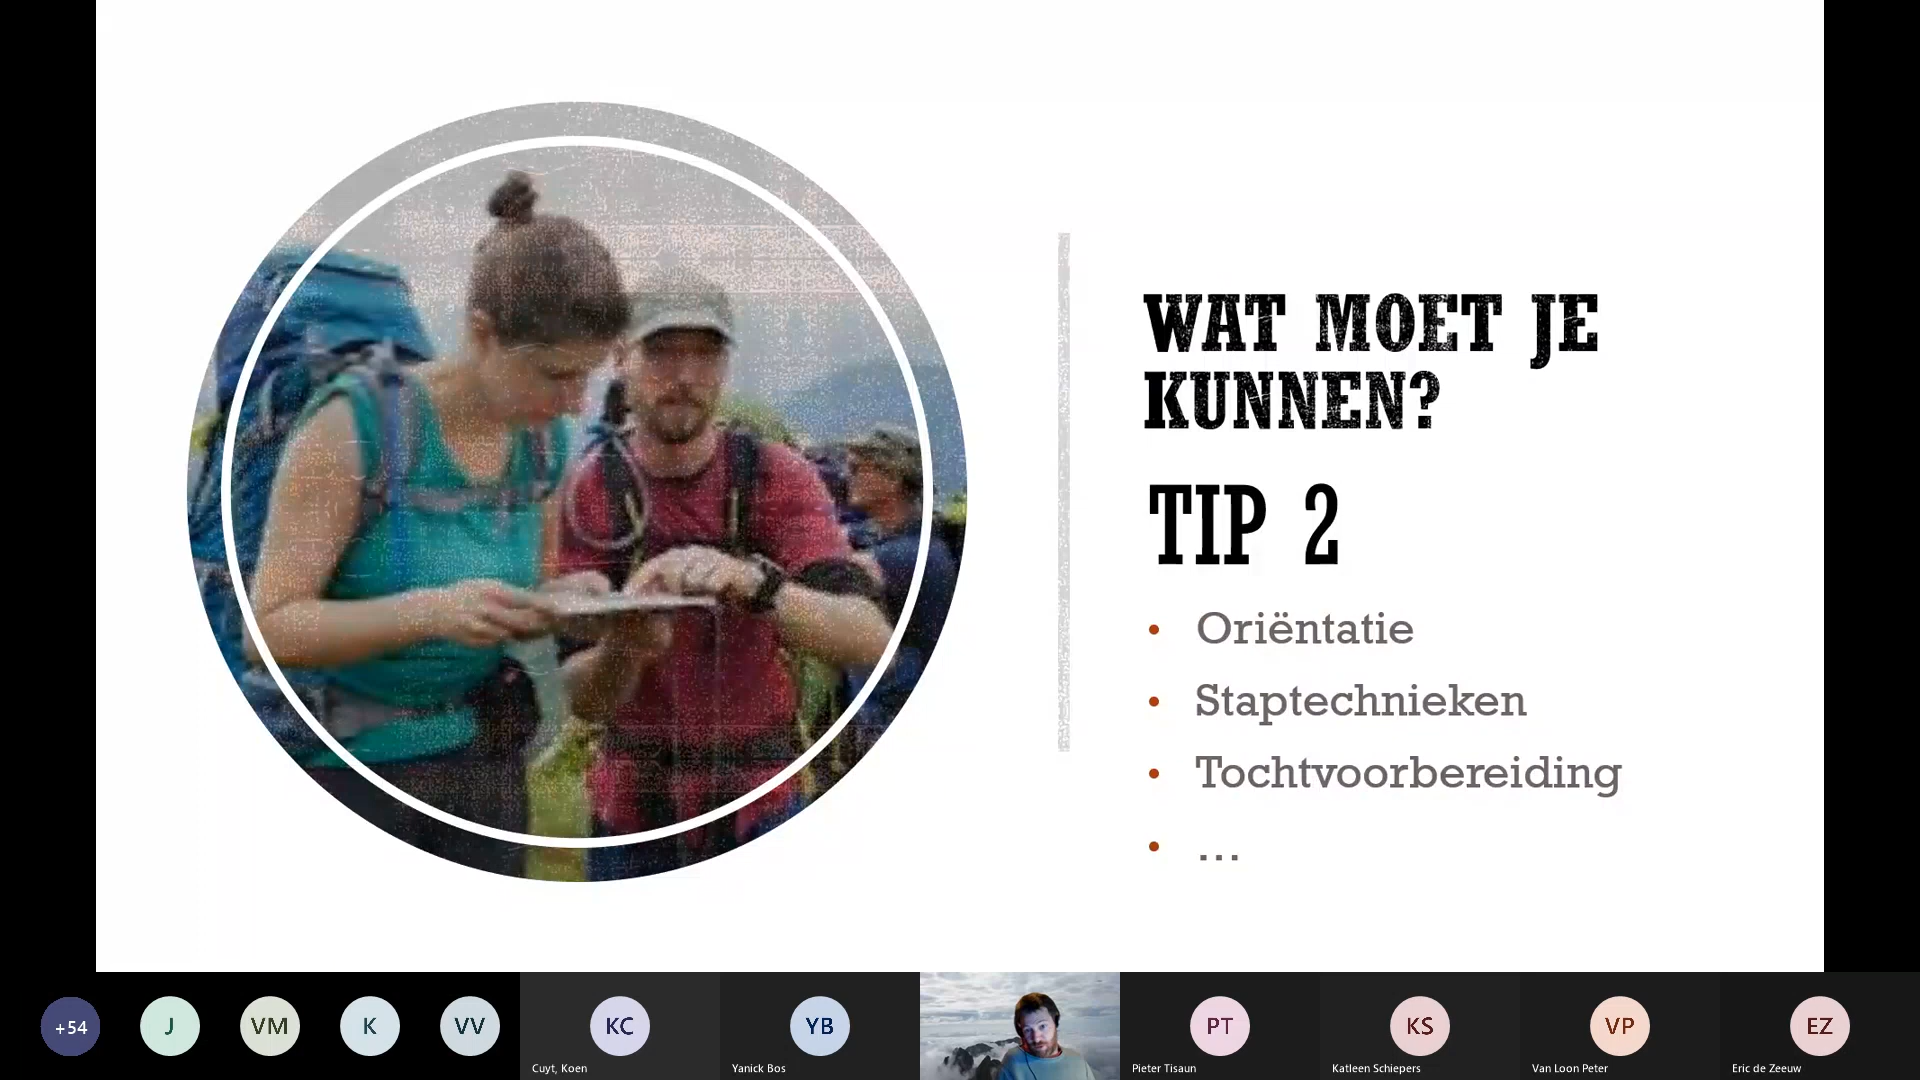 WAT MOET JE
KUNNEN?
TIP 2
• Oriëntatie
• Staptechnieken
• Tochtvoorbereiding
• ...
+54
J
VM
K
VV
KC
Cuyt, Koen
YB
Yanick Bos
PT
Pieter Tisaun
KS
Katleen Schiepers
VP
Van Loon Peter
EZ
Eric de Zeeuw